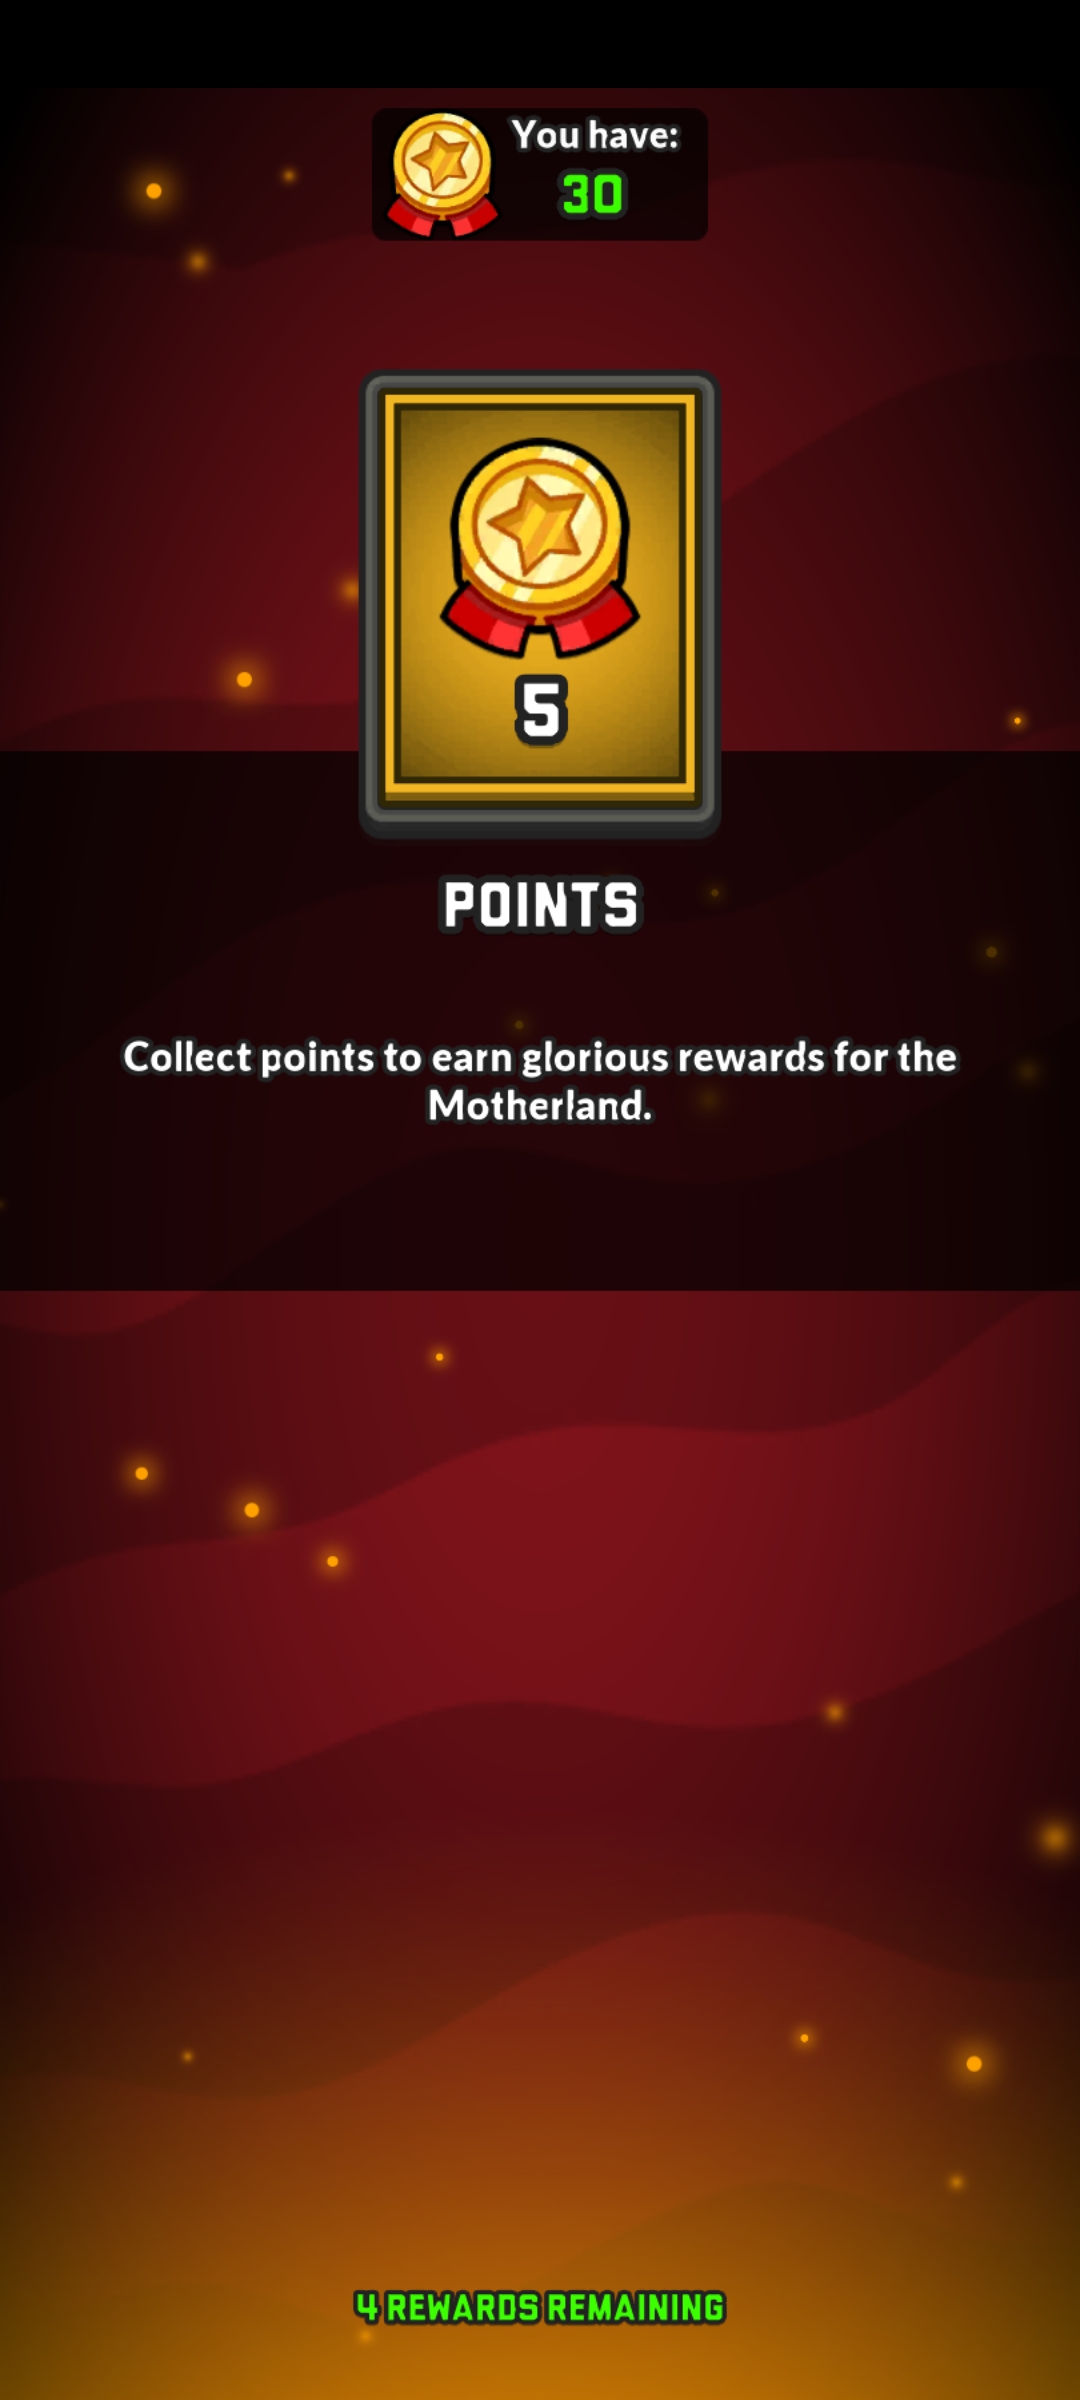 You have:
30
5
POINTS
Collect points to earn glorious rewards for the
Motherland.
4 REWARDS REMAINING